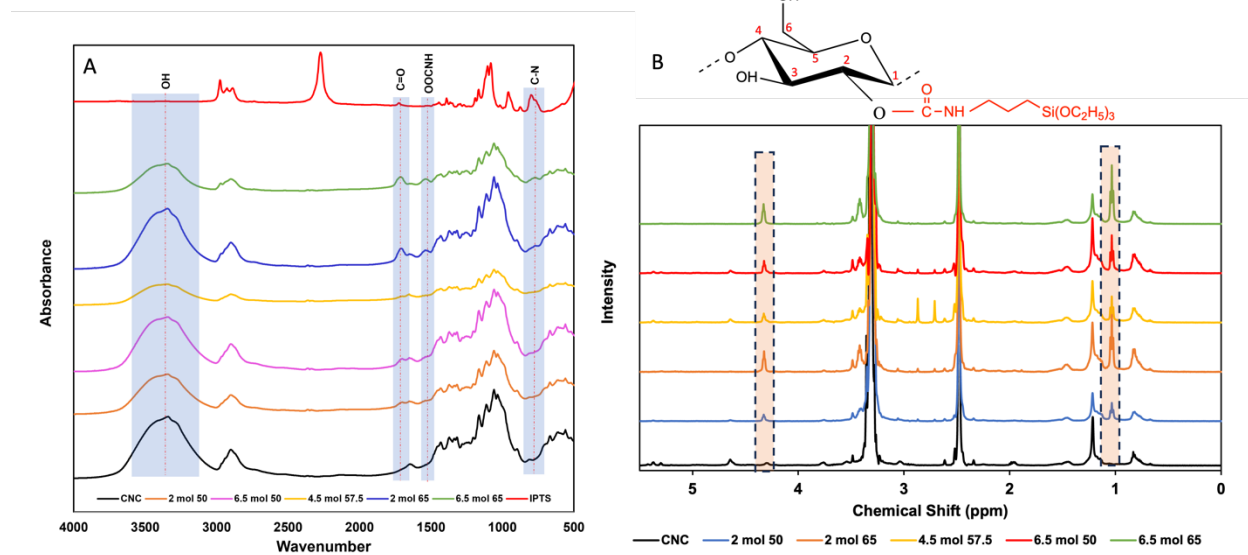 A
OH
C=O
OOCNH
C-N
Absorbance
CNC 2 mol 50 6.5 mol 50 4.5 mol 57.5 2 mol 65 6.5 mol 65 IPTS
4000 3500 3000 2500 2000 1500 1000 500
Wavenumber
B
6
4
O
5
O
2
1
OH
3
O
O
C
NH
Si(OC₂H₅)₃
Intensity
5 4 3 2 1 0
Chemical Shift (ppm)
CNC 2 mol 50 2 mol 65 4.5 mol 57.5 6.5 mol 50 6.5 mol 65